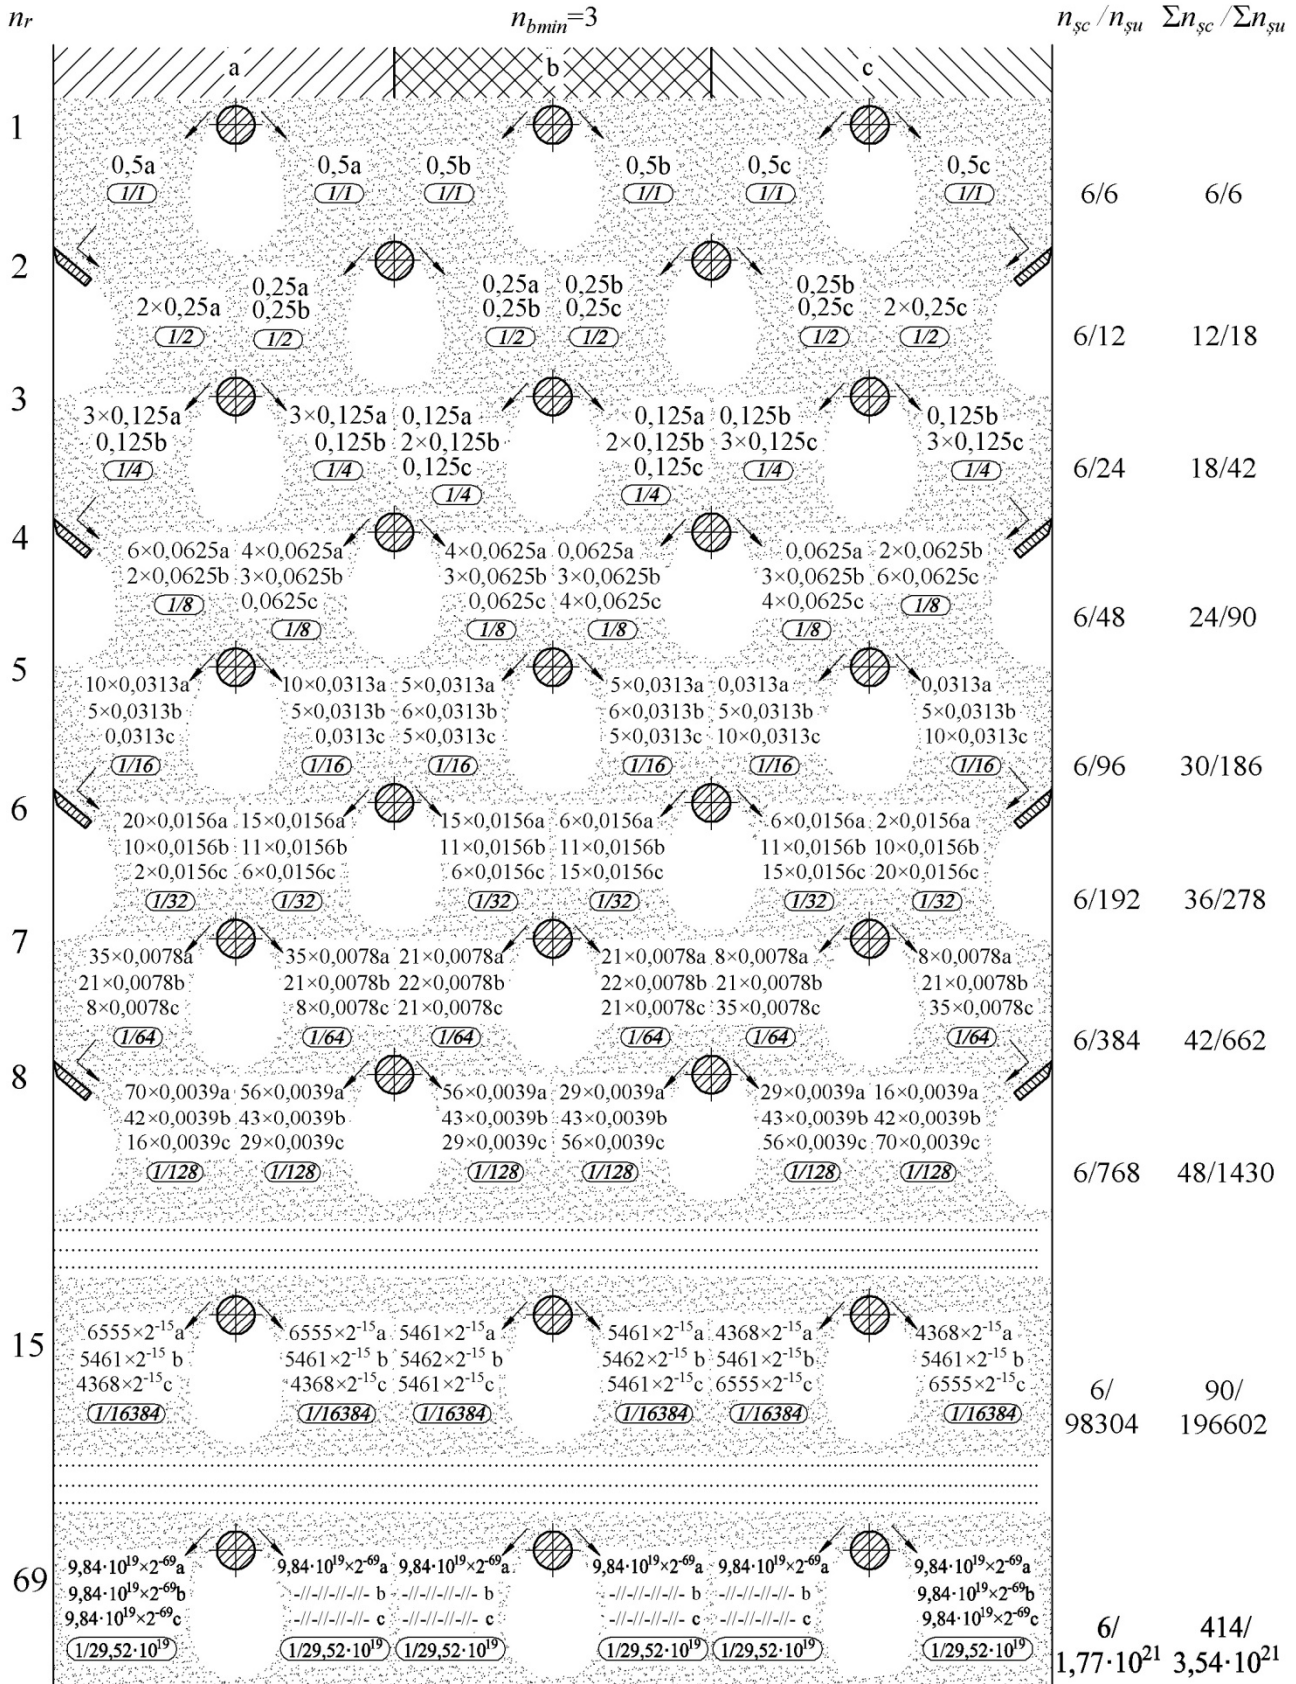 n_r n_bmin=3 n_șc/n_șu Σn_șc/Σn_șu
a b c
1
0,5a 0,5a 0,5b 0,5b 0,5c 0,5c
1/1 1/1 1/1 1/1 1/1 1/1 6/6 6/6
2
0,25a 0,25a 0,25b 0,25b
2×0,25a 0,25b 0,25b 0,25c 0,25c 2×0,25c
1/2 1/2 1/2 1/2 1/2 1/2 6/12 12/18
3
3×0,125a 3×0,125a 0,125a 0,125a 0,125b 0,125b
0,125b 0,125b 2×0,125b 2×0,125b 3×0,125c 3×0,125c
1/4 1/4 0,125c 0,125c 1/4 1/4 6/24 18/42
1/4 1/4
4
6×0,0625a 4×0,0625a 4×0,0625a 0,0625a 0,0625a 2×0,0625b
2×0,0625b 3×0,0625b 3×0,0625b 3×0,0625b 3×0,0625b 6×0,0625c
1/8 0,0625c 0,0625c 4×0,0625c 4×0,0625c 1/8
1/8 1/8 1/8 1/8 6/48 24/90
5
10×0,0313a 10×0,0313a 5×0,0313a 5×0,0313a 0,0313a 0,0313a
5×0,0313b 5×0,0313b 6×0,0313b 6×0,0313b 5×0,0313b 5×0,0313b
0,0313c 0,0313c 5×0,0313c 5×0,0313c 10×0,0313c 10×0,0313c
1/16 1/16 1/16 1/16 1/16 1/16 6/96 30/186
6
20×0,0156a 15×0,0156a 15×0,0156a 6×0,0156a 6×0,0156a 2×0,0156a
10×0,0156b 11×0,0156b 11×0,0156b 11×0,0156b 11×0,0156b 10×0,0156b
2×0,0156c 6×0,0156c 6×0,0156c 15×0,0156c 15×0,0156c 20×0,0156c
1/32 1/32 1/32 1/32 1/32 1/32 6/192 36/278
7
35×0,0078a 35×0,0078a 21×0,0078a 21×0,0078a 8×0,0078a 8×0,0078a
21×0,0078b 21×0,0078b 22×0,0078b 22×0,0078b 21×0,0078b 21×0,0078b
8×0,0078c 8×0,0078c 21×0,0078c 21×0,0078c 35×0,0078c 35×0,0078c
1/64 1/64 1/64 1/64 1/64 1/64 6/384 42/662
8
70×0,0039a 56×0,0039a 56×0,0039a 29×0,0039a 29×0,0039a 16×0,0039a
42×0,0039b 43×0,0039b 43×0,0039b 43×0,0039b 43×0,0039b 42×0,0039b
16×0,0039c 29×0,0039c 29×0,0039c 56×0,0039c 56×0,0039c 70×0,0039c
1/128 1/128 1/128 1/128 1/128 1/128 6/768 48/1430
15
6555×2⁻¹⁵a 6555×2⁻¹⁵a 5461×2⁻¹⁵a 5461×2⁻¹⁵a 4368×2⁻¹⁵a 4368×2⁻¹⁵a
5461×2⁻¹⁵ b 5461×2⁻¹⁵ b 5462×2⁻¹⁵ b 5462×2⁻¹⁵ b 5461×2⁻¹⁵b 5461×2⁻¹⁵ b
4368×2⁻¹⁵c 4368×2⁻¹⁵c 5461×2⁻¹⁵c 5461×2⁻¹⁵c 6555×2⁻¹⁵c 6555×2⁻¹⁵c
1/16384 1/16384 1/16384 1/16384 1/16384 1/16384 6/ 90/
98304 196602
69
9,84·10¹⁹×2⁻⁶⁹a 9,84·10¹⁹×2⁻⁶⁹a 9,84·10¹⁹×2⁻⁶⁹a 9,84·10¹⁹×2⁻⁶⁹a 9,84·10¹⁹×2⁻⁶⁹a 9,84·10¹⁹×2⁻⁶⁹a
9,84·10¹⁹×2⁻⁶⁹b -//-//-//-//- b -//-//-//-//- b -//-//-//-//- b -//-//-//-//- b 9,84·10¹⁹×2⁻⁶⁹b
9,84·10¹⁹×2⁻⁶⁹c -//-//-//-//- c -//-//-//-//- c -//-//-//-//- c -//-//-//-//- c 9,84·10¹⁹×2⁻⁶⁹c
1/29,52·10¹⁹ 1/29,52·10¹⁹ 1/29,52·10¹⁹ 1/29,52·10¹⁹ 1/29,52·10¹⁹ 1/29,52·10¹⁹ 6/ 414/
1,77·10²¹ 3,54·10²¹